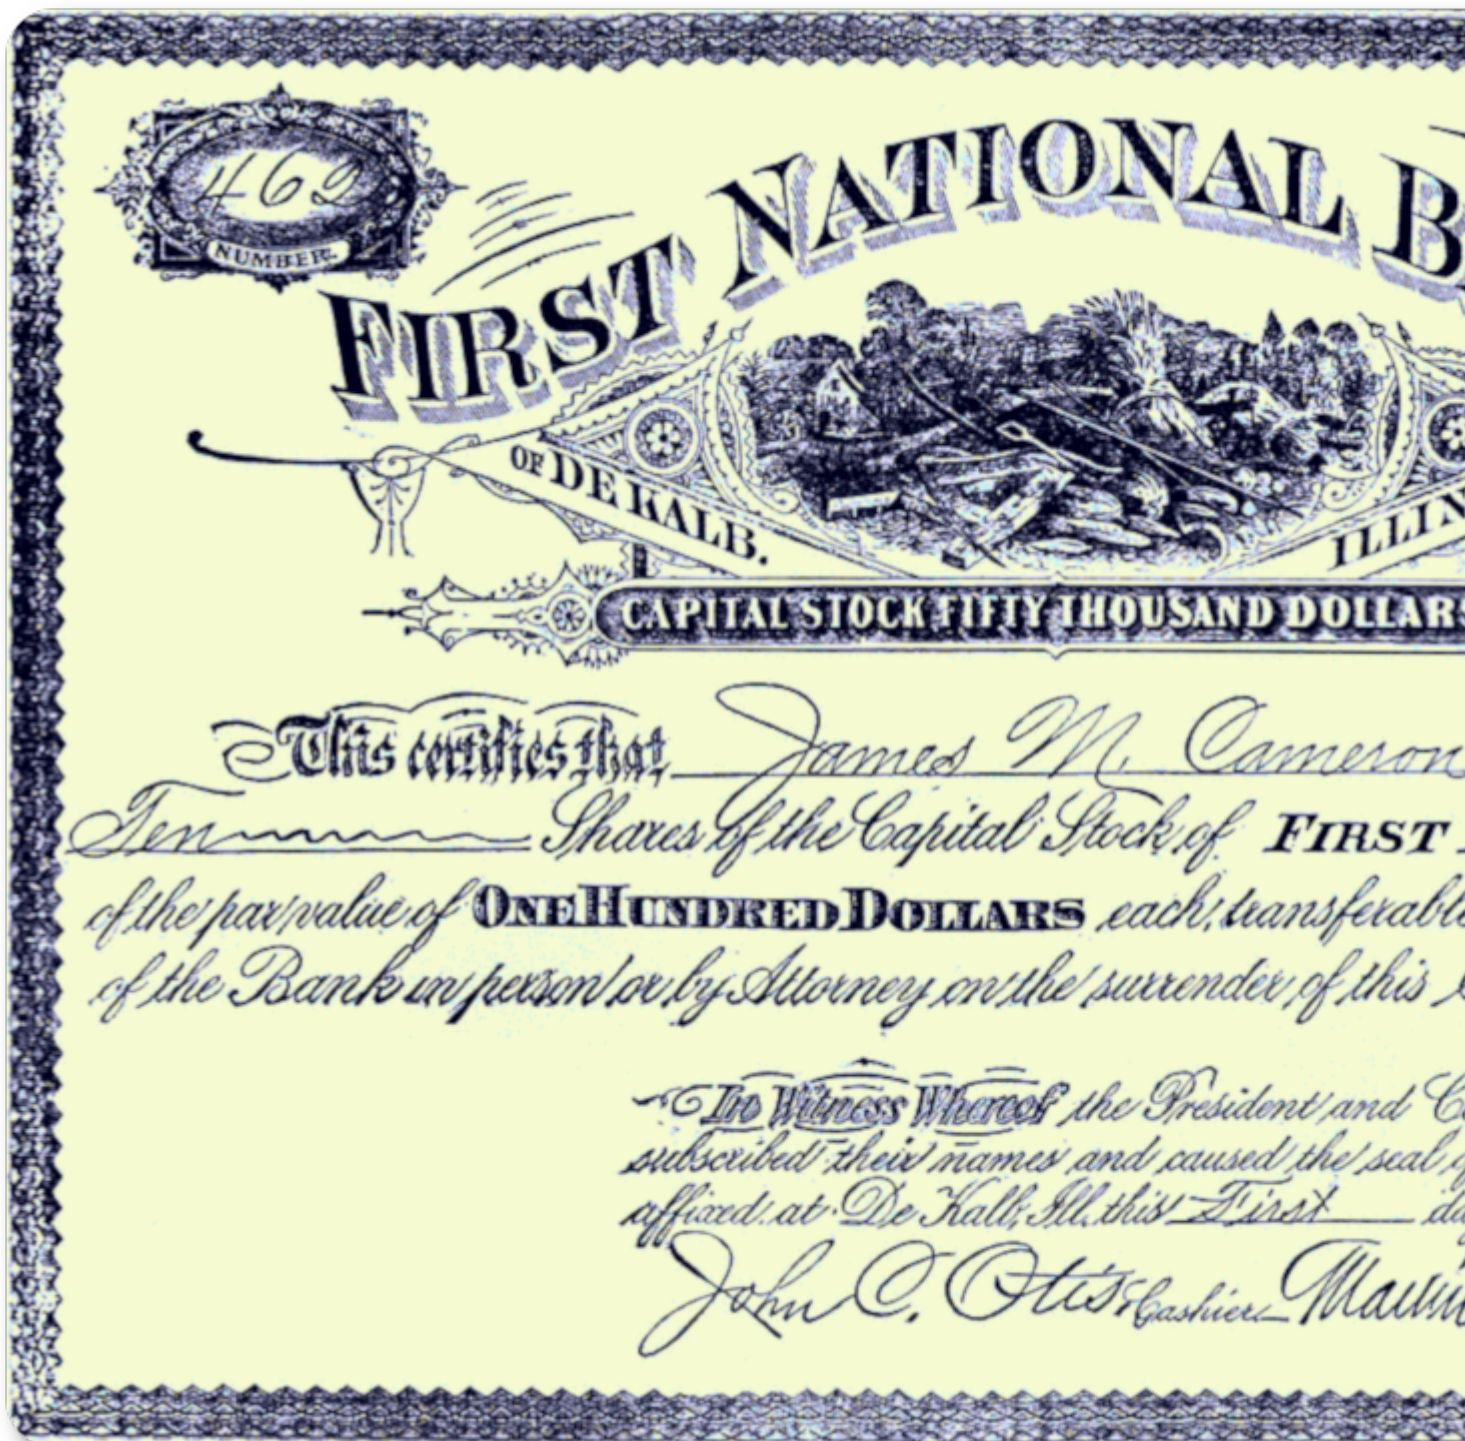 462
NUMBER.
FIRST NATIONAL B
OF DE KALB. ILLIN
CAPITAL STOCK FIFTY THOUSAND DOLLARS
This certifies that James M. Cameron
Ten Shares of the Capital Stock of FIRST
of the par value of ONE HUNDRED DOLLARS each, transferable
of the Bank in person or by Attorney on the surrender of this
In Witness Whereof the President and C
subscribed their names and caused the seal
affixed at De Kalb, Ill. this First da
John C. Otis Cashier